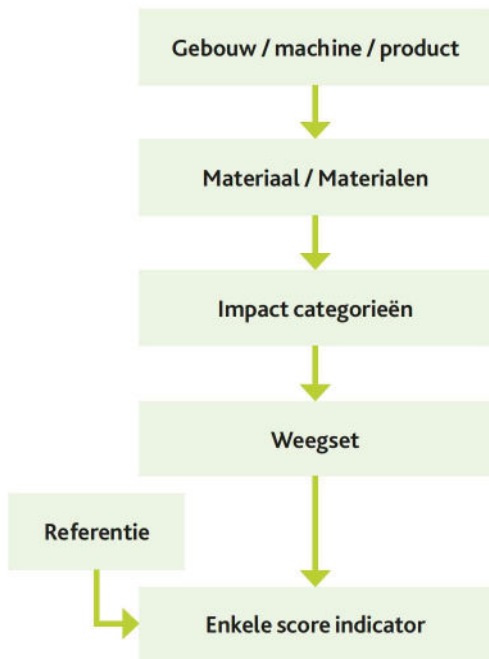 Gebouw / machine / product
Materiaal / Materialen
Impact categorieën
Weegset
Referentie
Enkele score indicator